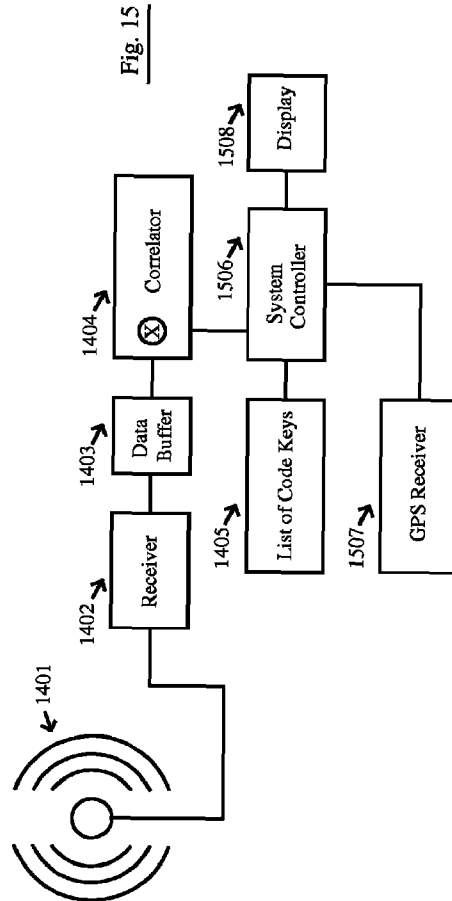 Fig. 15
1401
1402
Receiver
1403
Data
Buffer
1404
X
Correlator
1405
List of Code Keys
1506
System
Controller
1508
Display
1507
GPS Receiver